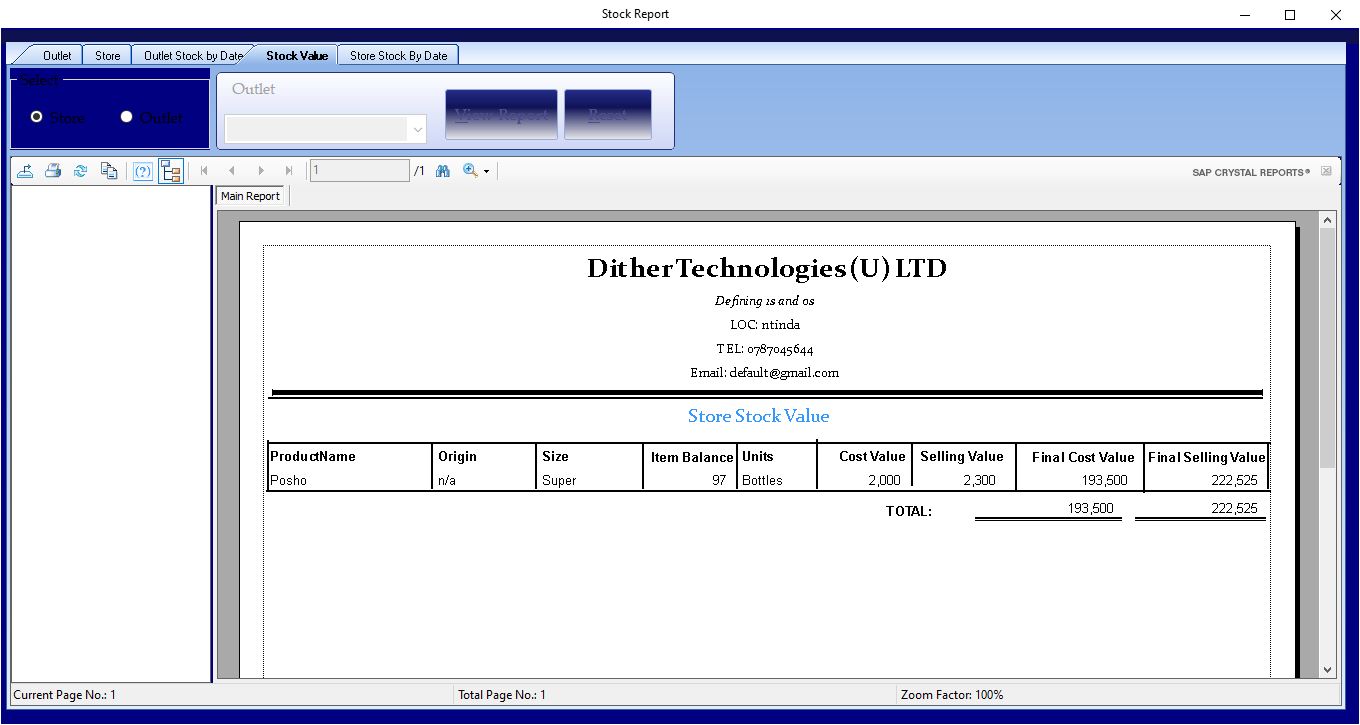 Stock Report
Outlet Store Outlet Stock by Date Stock Value Store Stock By Date
Select
Store Outlet
Outlet
View Report Reset
1 /1 SAP CRYSTAL REPORTS®
Main Report
Dither Technologies (U) LTD
Defining 1s and 0s
LOC: ntinda
TEL: 0787045644
Email: default@gmail.com
Store Stock Value
ProductName Origin Size Item Balance Units Cost Value Selling Value Final Cost Value Final Selling Value
Posho n/a Super 97 Bottles 2,000 2,300 193,500 222,525
TOTAL: 193,500 222,525
Current Page No.: 1 Total Page No.: 1 Zoom Factor: 100%